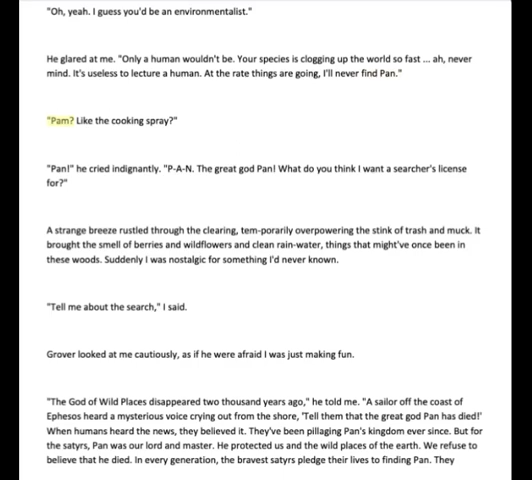 "Oh, yeah. I guess you'd be an environmentalist."
He glared at me. "Only a human wouldn't be. Your species is clogging up the world so fast ... ah, never
mind. It's useless to lecture a human. At the rate things are going, I'll never find Pan."
"Pam? Like the cooking spray?"
"Pan!" he cried indignantly. "P-A-N. The great god Pan! What do you think I want a searcher's license
for?"
A strange breeze rustled through the clearing, tem-porarily overpowering the stink of trash and muck. It
brought the smell of berries and wildflowers and clean rain-water, things that might've once been in
these woods. Suddenly I was nostalgic for something I'd never known.
"Tell me about the search," I said.
Grover looked at me cautiously, as if he were afraid I was just making fun.
"The God of Wild Places disappeared two thousand years ago," he told me. "A sailor off the coast of
Ephesos heard a mysterious voice crying out from the shore, 'Tell them that the great god Pan has died!'
When humans heard the news, they believed it. They've been pillaging Pan's kingdom ever since. But for
the satyrs, Pan was our lord and master. He protected us and the wild places of the earth. We refuse to
believe that he died. In every generation, the bravest satyrs pledge their lives to finding Pan. They